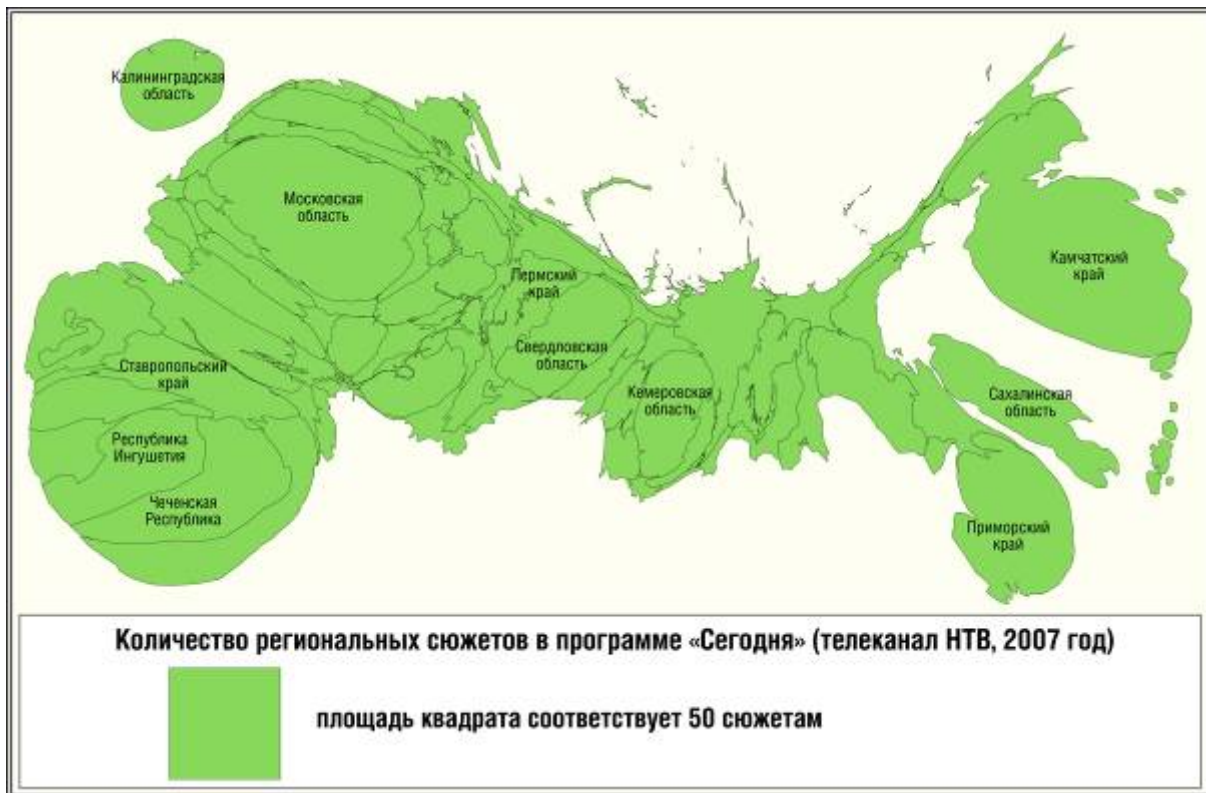 Калининградская
область
Московская
область
Пермский
край
Камчатский
край
Свердловская
область
Ставропольский
край
Кемеровская
область
Сахалинская
область
Республика
Ингушетия
Чеченская
Республика
Приморский
край
Количество региональных сюжетов в программе «Сегодня» (телеканал НТВ, 2007 год)
площадь квадрата соответствует 50 сюжетам